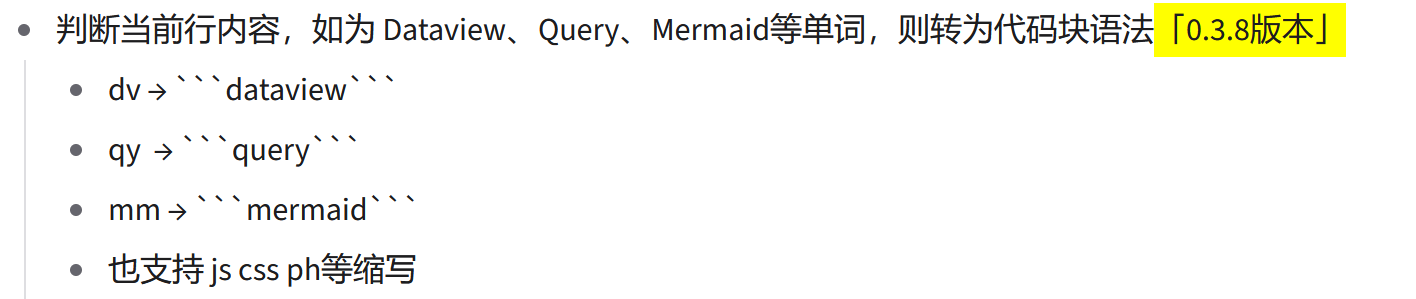 判断当前行内容，如为 Dataview、Query、Mermaid等单词，则转为代码块语法「0.3.8版本」
dv → ```dataview```
qy → ```query```
mm → ```mermaid```
也支持 js css ph等缩写